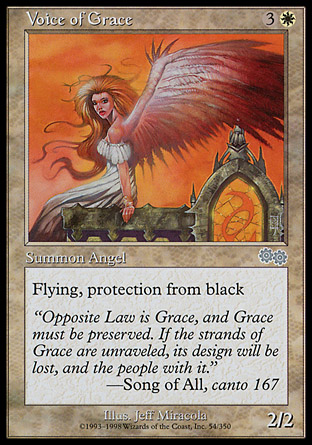 Voice of Grace 3
Summon Angel
Flying, protection from black
“Opposite Law is Grace, and Grace
must be preserved. If the strands of
Grace are unraveled, its design will be
lost, and the people with it.”
—Song of All, canto 167
Illus. Jeff Miracola
©1993–1998 Wizards of the Coast, Inc. 54/350
2/2